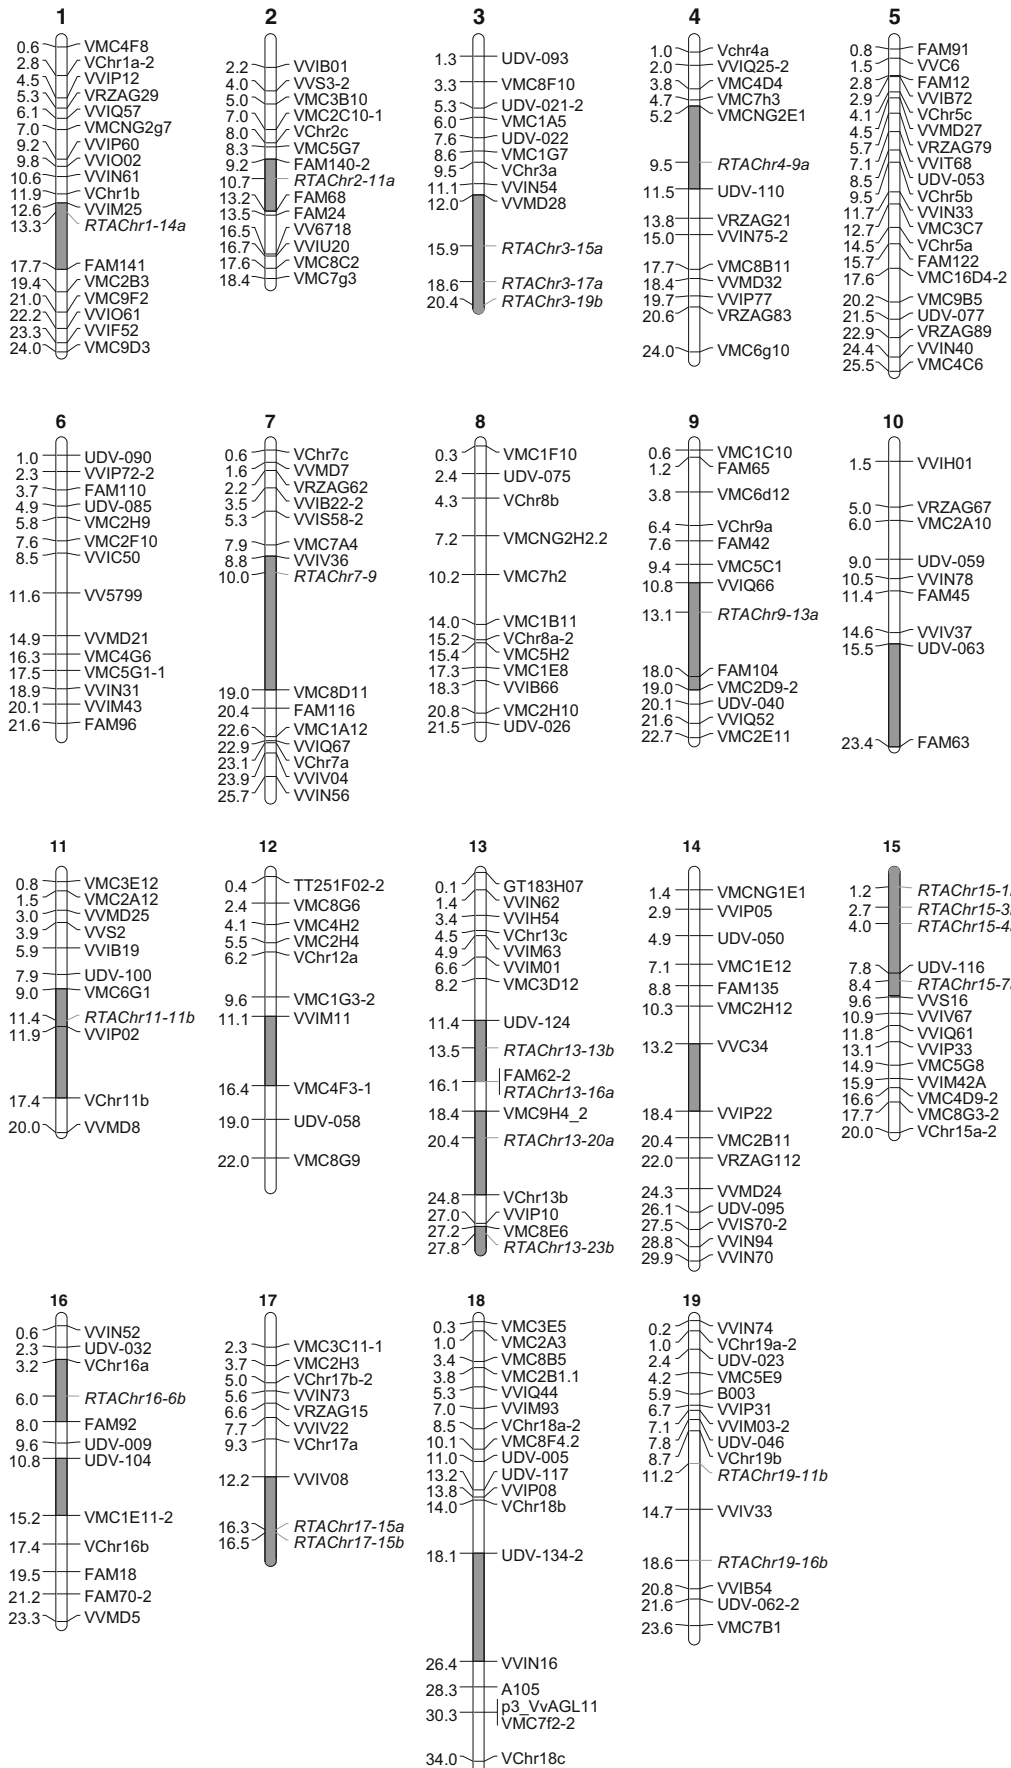 1
0.6 VMC4F8
2.8 VChr1a-2
4.5 VVIP12
5.3 VRZAG29
6.1 VVIQ57
7.0 VMCNG2g7
9.2 VVIP60
9.8 VVIO02
10.6 VVIN61
11.9 VChr1b
12.6 VVIM25
13.3 RTAChr1-14a
17.7 FAM141
19.4 VMC2B3
21.0 VMC9F2
22.2 VVIO61
23.3 VVIF52
24.0 VMC9D3
2
2.2 VVIB01
4.0 VVS3-2
5.0 VMC3B10
7.0 VMC2C10-1
8.0 VChr2c
8.3 VMC5G7
9.2 FAM140-2
10.7 RTAChr2-11a
13.2 FAM68
13.5 FAM24
16.5 VV6718
16.7 VVIU20
17.6 VMC8C2
18.4 VMC7g3
3
1.3 UDV-093
3.3 VMC8F10
5.3 UDV-021-2
6.0 VMC1A5
7.6 UDV-022
8.6 VMC1G7
9.5 VChr3a
11.1 VVIN54
12.0 VVMD28
15.9 RTAChr3-15a
18.6 RTAChr3-17a
20.4 RTAChr3-19b
4
1.0 Vchr4a
2.0 VVIQ25-2
3.8 VMC4D4
4.7 VMC7h3
5.2 VMCNG2E1
9.5 RTAChr4-9a
11.5 UDV-110
13.8 VRZAG21
15.0 VVIN75-2
17.7 VMC8B11
18.4 VVMD32
19.7 VVIP77
20.6 VRZAG83
24.0 VMC6g10
5
0.8 FAM91
1.5 VVC6
2.8 FAM12
2.9 VVIB72
4.1 VChr5c
4.5 VVMD27
5.7 VRZAG79
7.1 VVIT68
8.5 UDV-053
9.5 VChr5b
11.7 VVIN33
12.7 VMC3C7
14.5 VChr5a
15.7 FAM122
17.6 VMC16D4-2
20.2 VMC9B5
21.5 UDV-077
22.9 VRZAG89
24.4 VVIN40
25.5 VMC4C6
6
1.0 UDV-090
2.3 VVIP72-2
3.7 FAM110
4.9 UDV-085
5.8 VMC2H9
7.6 VMC2F10
8.5 VVIC50
11.6 VV5799
14.9 VVMD21
16.3 VMC4G6
17.5 VMC5G1-1
18.9 VVIN31
20.1 VVIM43
21.6 FAM96
7
0.6 VChr7c
1.6 VVMD7
2.2 VRZAG62
3.5 VVIB22-2
5.3 VVIS58-2
7.9 VMC7A4
8.8 VVIV36
10.0 RTAChr7-9
19.0 VMC8D11
20.4 FAM116
22.6 VMC1A12
22.9 VVIQ67
23.1 VChr7a
23.9 VVIV04
25.7 VVIN56
8
0.3 VMC1F10
2.4 UDV-075
4.3 VChr8b
7.2 VMCNG2H2.2
10.2 VMC7h2
14.0 VMC1B11
15.2 VChr8a-2
15.4 VMC5H2
17.3 VMC1E8
18.3 VVIB66
20.8 VMC2H10
21.5 UDV-026
9
0.6 VMC1C10
1.2 FAM65
3.8 VMC6d12
6.4 VChr9a
7.6 FAM42
9.4 VMC5C1
10.8 VVIQ66
13.1 RTAChr9-13a
18.0 FAM104
19.0 VMC2D9-2
20.1 UDV-040
21.6 VVIQ52
22.7 VMC2E11
10
1.5 VVIH01
5.0 VRZAG67
6.0 VMC2A10
9.0 UDV-059
10.5 VVIN78
11.4 FAM45
14.6 VVIV37
15.5 UDV-063
23.4 FAM63
11
0.8 VMC3E12
1.5 VMC2A12
3.0 VVMD25
3.9 VVS2
5.9 VVIB19
7.9 UDV-100
9.0 VMC6G1
11.4 RTAChr11-11b
11.9 VVIP02
17.4 VChr11b
20.0 VVMD8
12
0.4 TT251F02-2
2.4 VMC8G6
4.1 VMC4H2
5.5 VMC2H4
6.2 VChr12a
9.6 VMC1G3-2
11.1 VVIM11
16.4 VMC4F3-1
19.0 UDV-058
22.0 VMC8G9
13
0.1 GT183H07
1.4 VVIN62
3.4 VVIH54
4.5 VChr13c
4.9 VVIM63
6.6 VVIM01
8.2 VMC3D12
11.4 UDV-124
13.5 RTAChr13-13b
16.1 FAM62-2
RTAChr13-16a
18.4 VMC9H4_2
20.4 RTAChr13-20a
24.8 VChr13b
27.0 VVIP10
27.2 VMC8E6
27.8 RTAChr13-23b
14
1.4 VMCNG1E1
2.9 VVIP05
4.9 UDV-050
7.1 VMC1E12
8.8 FAM135
10.3 VMC2H12
13.2 VVC34
18.4 VVIP22
20.4 VMC2B11
22.0 VRZAG112
24.3 VVMD24
26.1 UDV-095
27.5 VVIS70-2
28.8 VVIN94
29.9 VVIN70
15
1.2 RTAChr15-1
2.7 RTAChr15-3
4.0 RTAChr15-4
7.8 UDV-116
8.4 RTAChr15-7
9.6 VVS16
10.9 VVIV67
11.8 VVIQ61
13.1 VVIP33
14.9 VMC5G8
15.9 VVIM42A
16.6 VMC4D9-2
17.7 VMC8G3-2
20.0 VChr15a-2
16
0.6 VVIN52
2.3 UDV-032
3.2 VChr16a
6.0 RTAChr16-6b
8.0 FAM92
9.6 UDV-009
10.8 UDV-104
15.2 VMC1E11-2
17.4 VChr16b
19.5 FAM18
21.2 FAM70-2
23.3 VVMD5
17
2.3 VMC3C11-1
3.7 VMC2H3
5.0 VChr17b-2
5.6 VVIN73
6.6 VRZAG15
7.7 VVIV22
9.3 VChr17a
12.2 VVIV08
16.3 RTAChr17-15a
16.5 RTAChr17-15b
18
0.3 VMC3E5
1.0 VMC2A3
3.4 VMC8B5
3.8 VMC2B1.1
5.3 VVIQ44
7.0 VVIM93
8.5 VChr18a-2
10.1 VMC8F4.2
11.0 UDV-005
13.2 UDV-117
13.8 VVIP08
14.0 VChr18b
18.1 UDV-134-2
26.4 VVIN16
28.3 A105
30.3 p3_VvAGL11
VMC7f2-2
34.0 VChr18c
19
0.2 VVIN74
1.0 VChr19a-2
2.4 UDV-023
4.2 VMC5E9
5.9 B003
6.7 VVIP31
7.1 VVIM03-2
7.8 UDV-046
8.7 VChr19b
11.2 RTAChr19-11b
14.7 VVIV33
18.6 RTAChr19-16b
20.8 VVIB54
21.6 UDV-062-2
23.6 VMC7B1